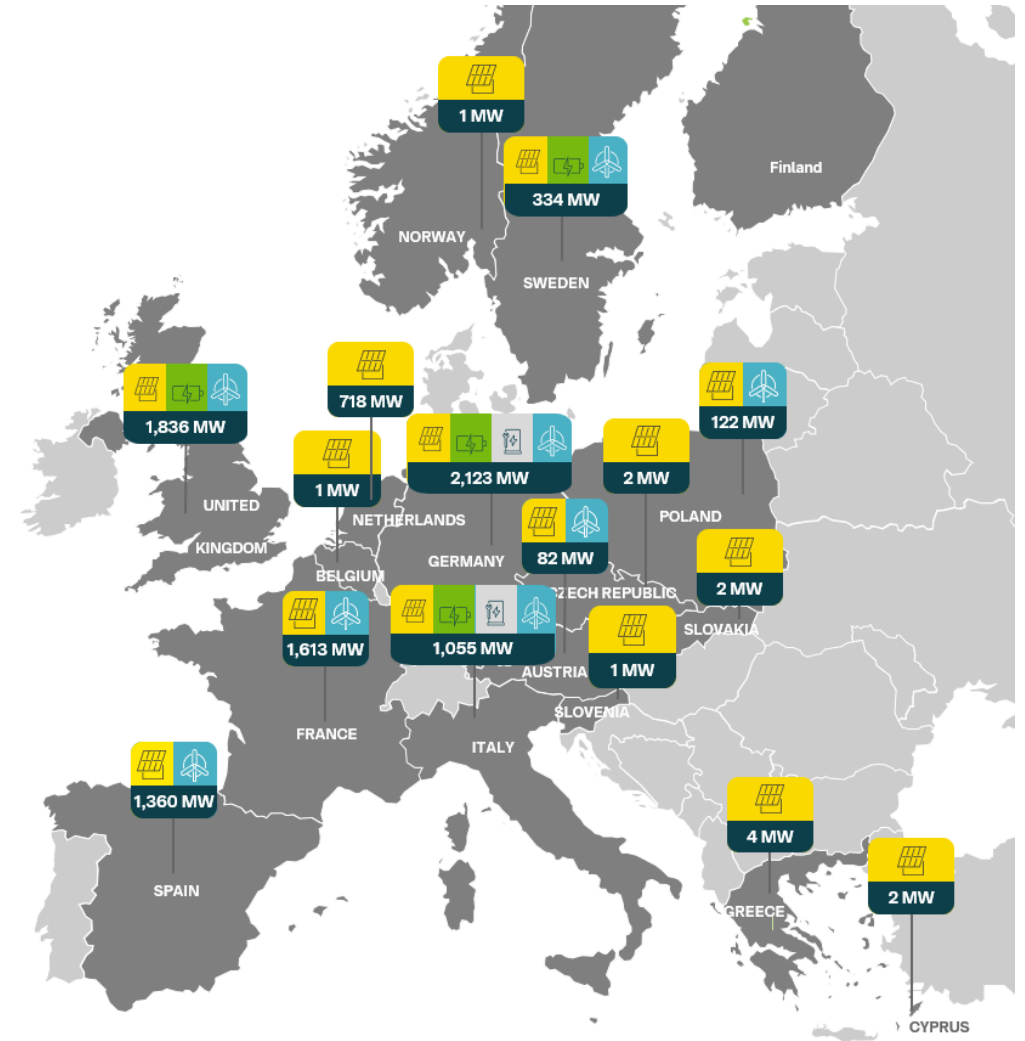 1 MW
Finland
334 MW
NORWAY
SWEDEN
718 MW
1,836 MW
122 MW
2,123 MW
2 MW
1 MW
UNITED
KINGDOM
NETHERLANDS
POLAND
82 MW
GERMANY
BELGIUM
CZECH REPUBLIC
2 MW
SLOVAKIA
1,613 MW
1,055 MW
1 MW
AUSTRIA
SLOVENIA
FRANCE
ITALY
1,360 MW
SPAIN
4 MW
2 MW
GREECE
CYPRUS